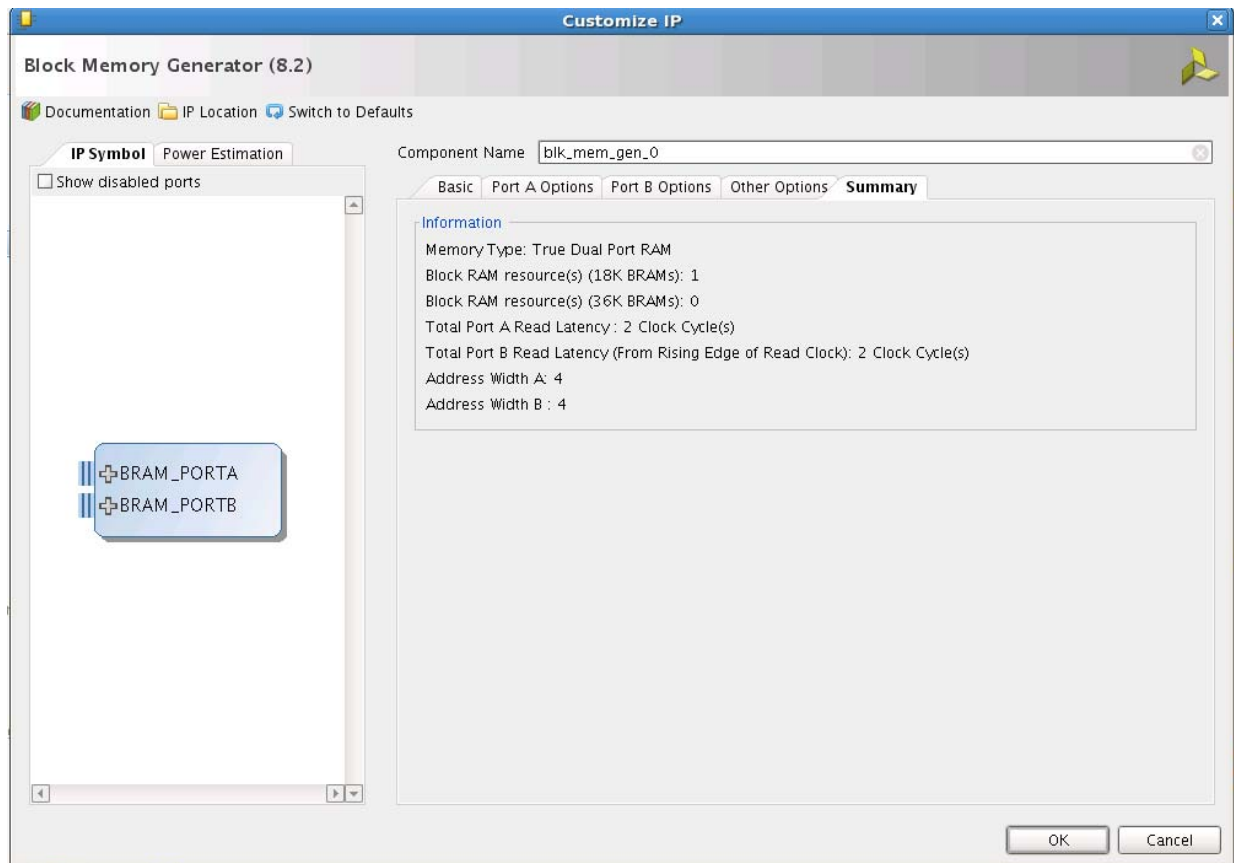 Customize IP
Block Memory Generator (8.2)
Documentation IP Location Switch to Defaults
IP Symbol Power Estimation
Show disabled ports
BRAM_PORTA
BRAM_PORTB
Component Name blk_mem_gen_0
Basic Port A Options Port B Options Other Options Summary
Information
Memory Type: True Dual Port RAM
Block RAM resource(s) (18K BRAMs): 1
Block RAM resource(s) (36K BRAMs): 0
Total Port A Read Latency : 2 Clock Cycle(s)
Total Port B Read Latency (From Rising Edge of Read Clock): 2 Clock Cycle(s)
Address Width A: 4
Address Width B : 4
OK Cancel